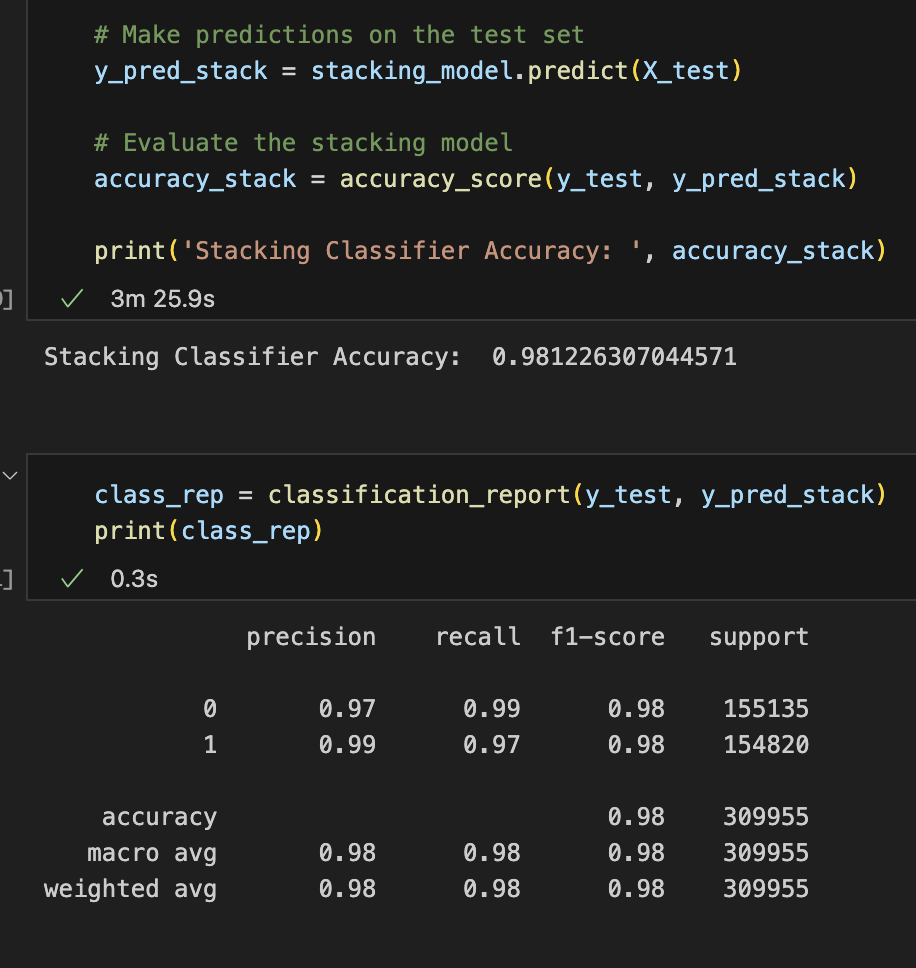 # Make predictions on the test set
y_pred_stack = stacking_model.predict(X_test)
# Evaluate the stacking model
accuracy_stack = accuracy_score(y_test, y_pred_stack)
print('Stacking Classifier Accuracy: ', accuracy_stack)
] ✓ 3m 25.9s
Stacking Classifier Accuracy:  0.981226307044571
class_rep = classification_report(y_test, y_pred_stack)
print(class_rep)
] ✓ 0.3s
precision recall f1-score support
0 0.97 0.99 0.98 155135
1 0.99 0.97 0.98 154820
accuracy 0.98 309955
macro avg 0.98 0.98 0.98 309955
weighted avg 0.98 0.98 0.98 309955